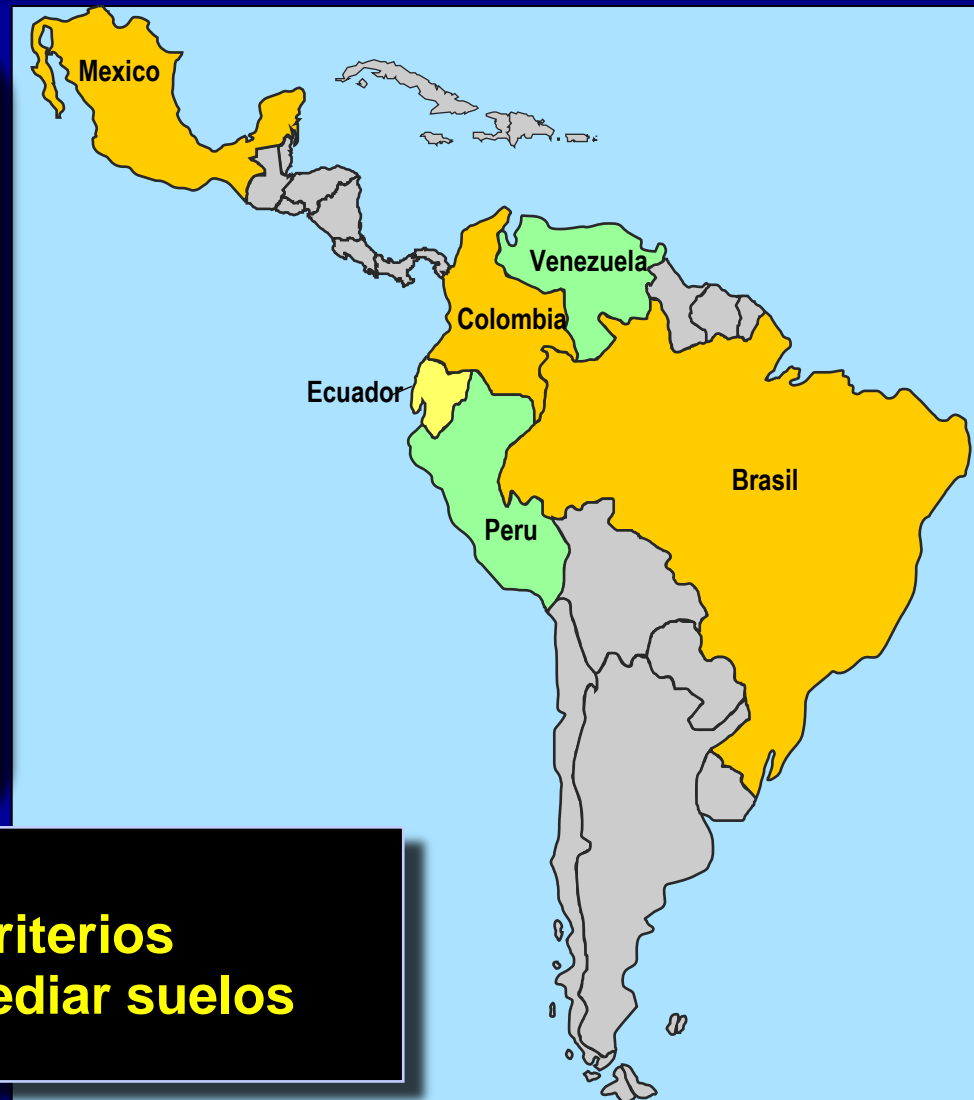 Mexico
Venezuela
Colombia
Ecuador
Brasil
Peru
riterios
ediar suelos